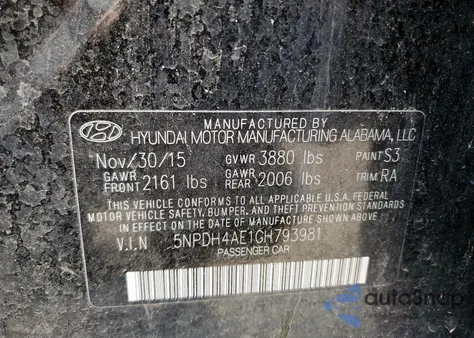 MANUFACTURED BY
HYUNDAI MOTOR MANUFACTURING ALABAMA, LLC
Nov/30/15 GVWR 3880 lbs PAINT S3
GAWR FRONT 2161 lbs GAWR REAR 2006 lbs TRIM RA
THIS VEHICLE CONFORMS TO ALL APPLICABLE U.S.A. FEDERAL
MOTOR VEHICLE SAFETY, BUMPER, AND THEFT PREVENTION
STANDARDS IN EFFECT ON THE DATE OF MANUFACTURE SHOWN ABOVE.
V.I.N 5NPDH4AE1GH793981
PASSENGER CAR
autosnap